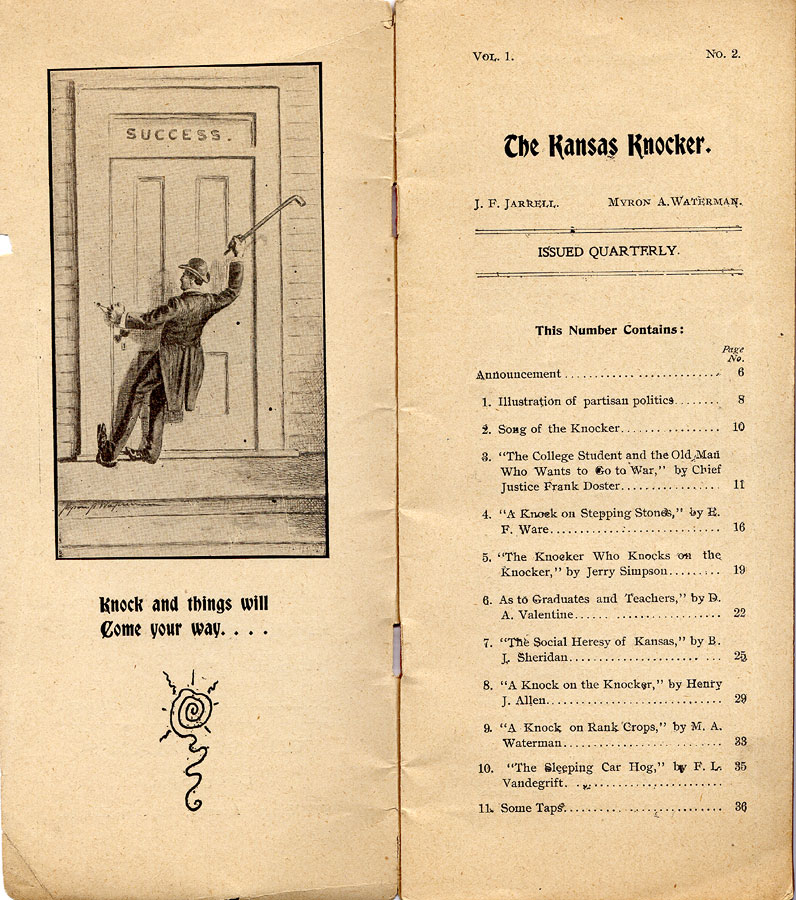 SUCCESS.
Knock and things will
Come your way. . . .
VOL. 1. NO. 2.
The Kansas Knocker.
J. F. JARRELL. MYRON A. WATERMAN.
ISSUED QUARTERLY.
This Number Contains:
Page
No.
Announcement........................ 6
1. Illustration of partisan politics........ 8
2. Song of the Knocker................ 10
3. "The College Student and the Old Man
Who Wants to Go to War," by Chief
Justice Frank Doster................ 11
4. "A Knock on Stepping Stones," by E.
F. Ware........................... 16
5. "The Knocker Who Knocks on the
Knocker," by Jerry Simpson......... 19
6. As to Graduates and Teachers," by D.
A. Valentine....................... 22
7. "The Social Heresy of Kansas," by B.
J. Sheridan........................ 25
8. "A Knock on the Knocker," by Henry
J. Allen........................... 29
9. "A Knock on Rank Crops," by M. A.
Waterman......................... 33
10. "The Sleeping Car Hog," by F. L. 35
Vandegrift.........................
11. Some Taps......................... 36